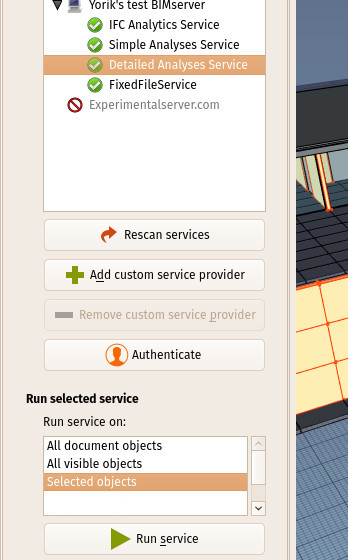 Yorik's test BIMserver
IFC Analytics Service
Simple Analyses Service
Detailed Analyses Service
FixedFileService
Experimentalserver.com
Rescan services
Add custom service provider
Remove custom service provider
Authenticate
Run selected service
Run service on:
All document objects
All visible objects
Selected objects
Run service